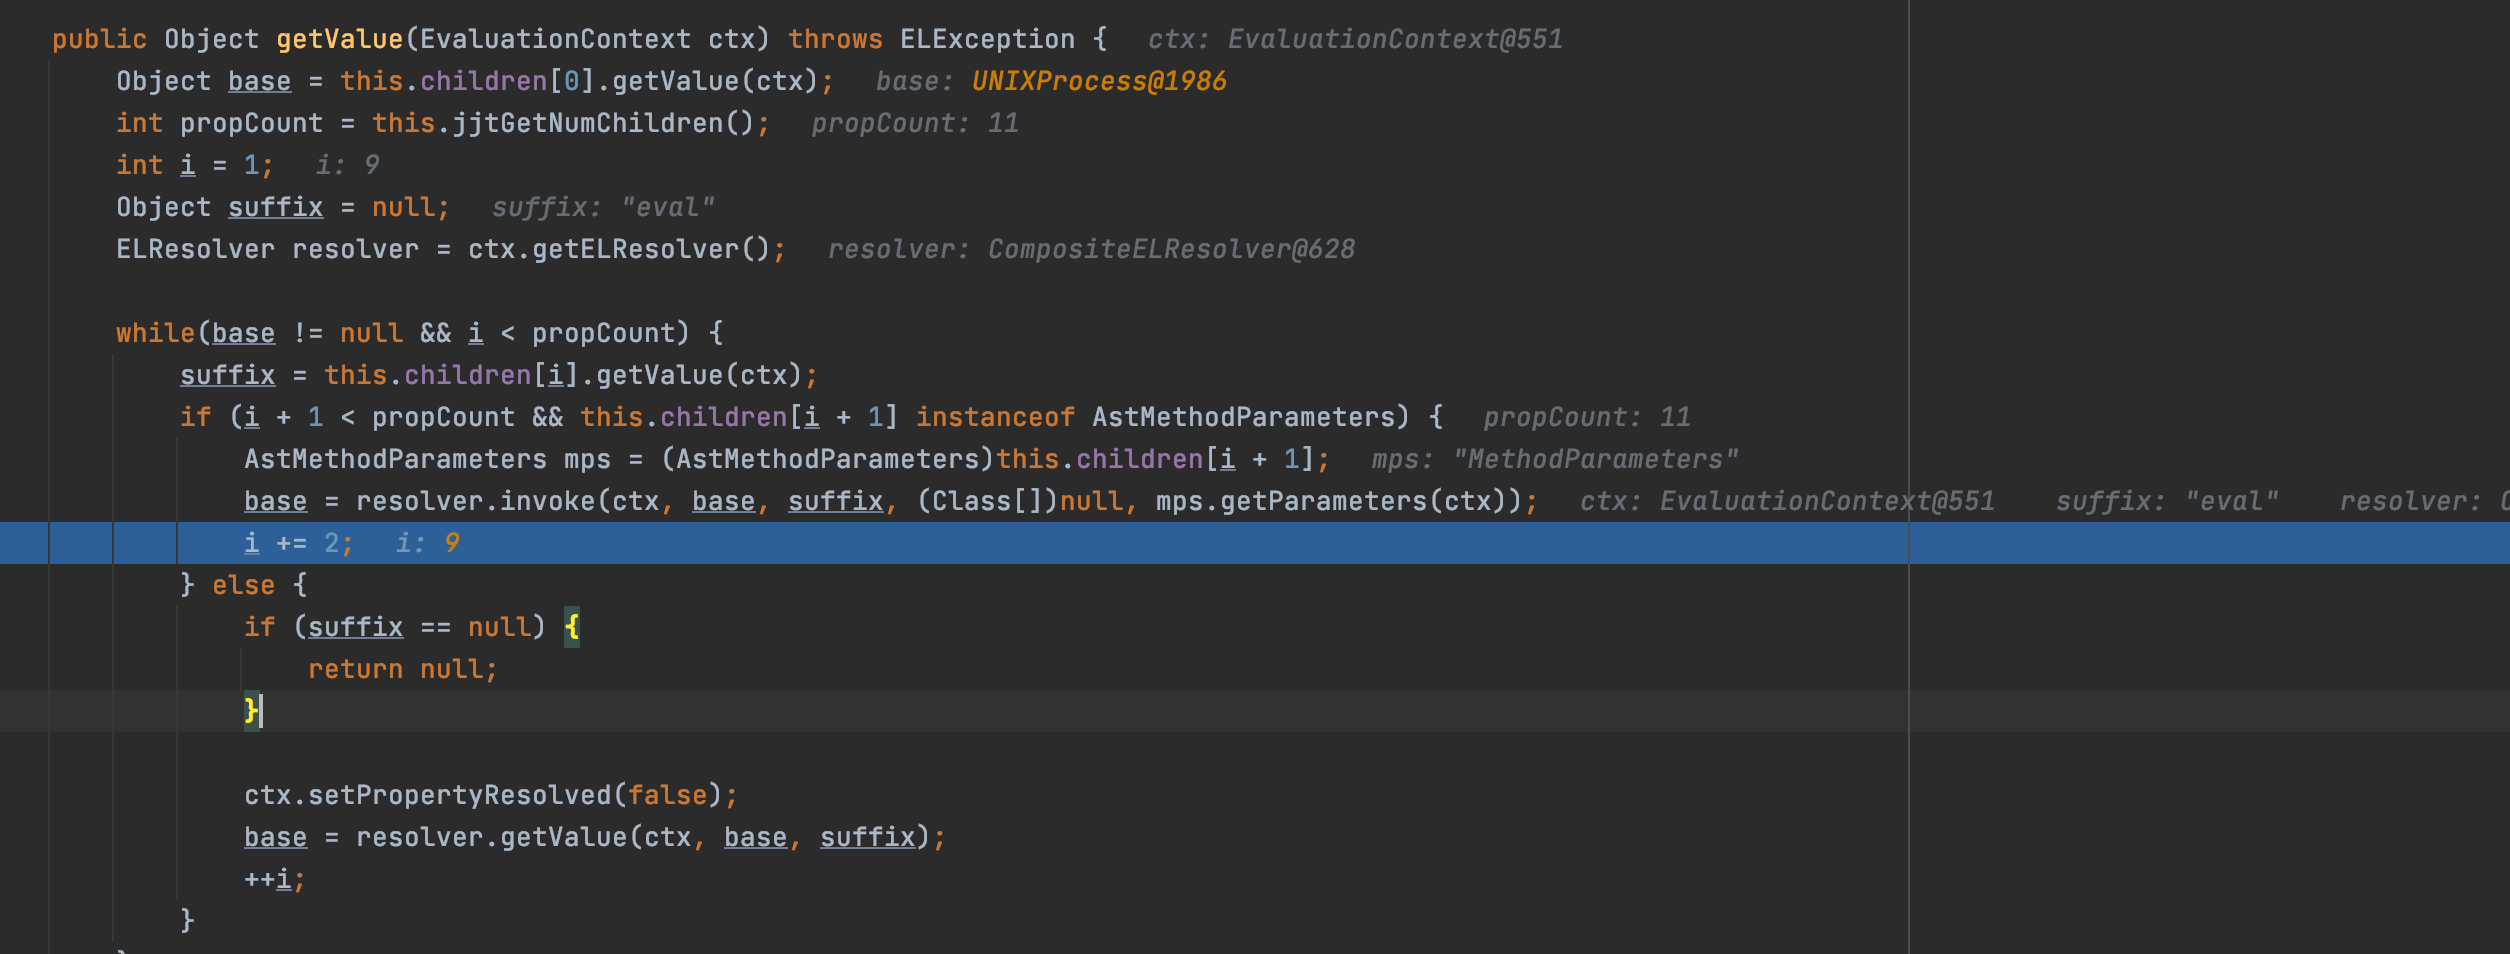 public Object getValue(EvaluationContext ctx) throws ELException {   ctx: EvaluationContext@551
    Object base = this.children[0].getValue(ctx);   base: UNIXProcess@1986
    int propCount = this.jjtGetNumChildren();   propCount: 11
    int i = 1;   i: 9
    Object suffix = null;   suffix: "eval"
    ELResolver resolver = ctx.getELResolver();   resolver: CompositeELResolver@628
    while(base != null && i < propCount) {
        suffix = this.children[i].getValue(ctx);
        if (i + 1 < propCount && this.children[i + 1] instanceof AstMethodParameters) {   propCount: 11
            AstMethodParameters mps = (AstMethodParameters)this.children[i + 1];   mps: "MethodParameters"
            base = resolver.invoke(ctx, base, suffix, (Class[])null, mps.getParameters(ctx));   ctx: EvaluationContext@551   suffix: "eval"   resolver:
            i += 2;   i: 9
        } else {
            if (suffix == null) {
                return null;
            }
            ctx.setPropertyResolved(false);
            base = resolver.getValue(ctx, base, suffix);
            ++i;
        }